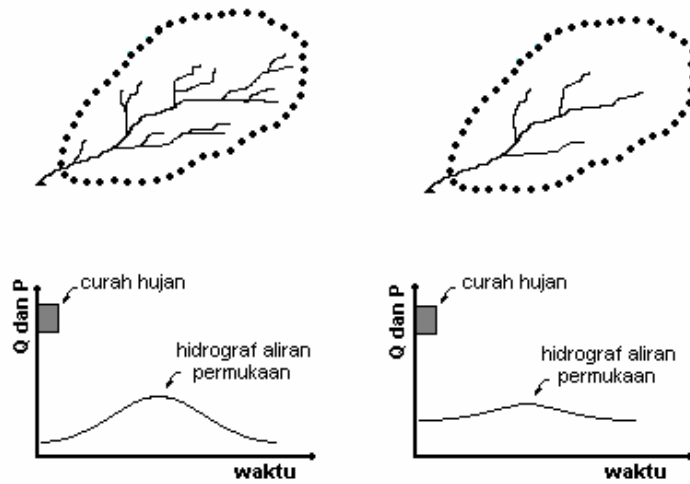 Q dan P
curah hujan
hidrograf aliran
permukaan
waktu
Q dan P
curah hujan
hidrograf aliran
permukaan
waktu